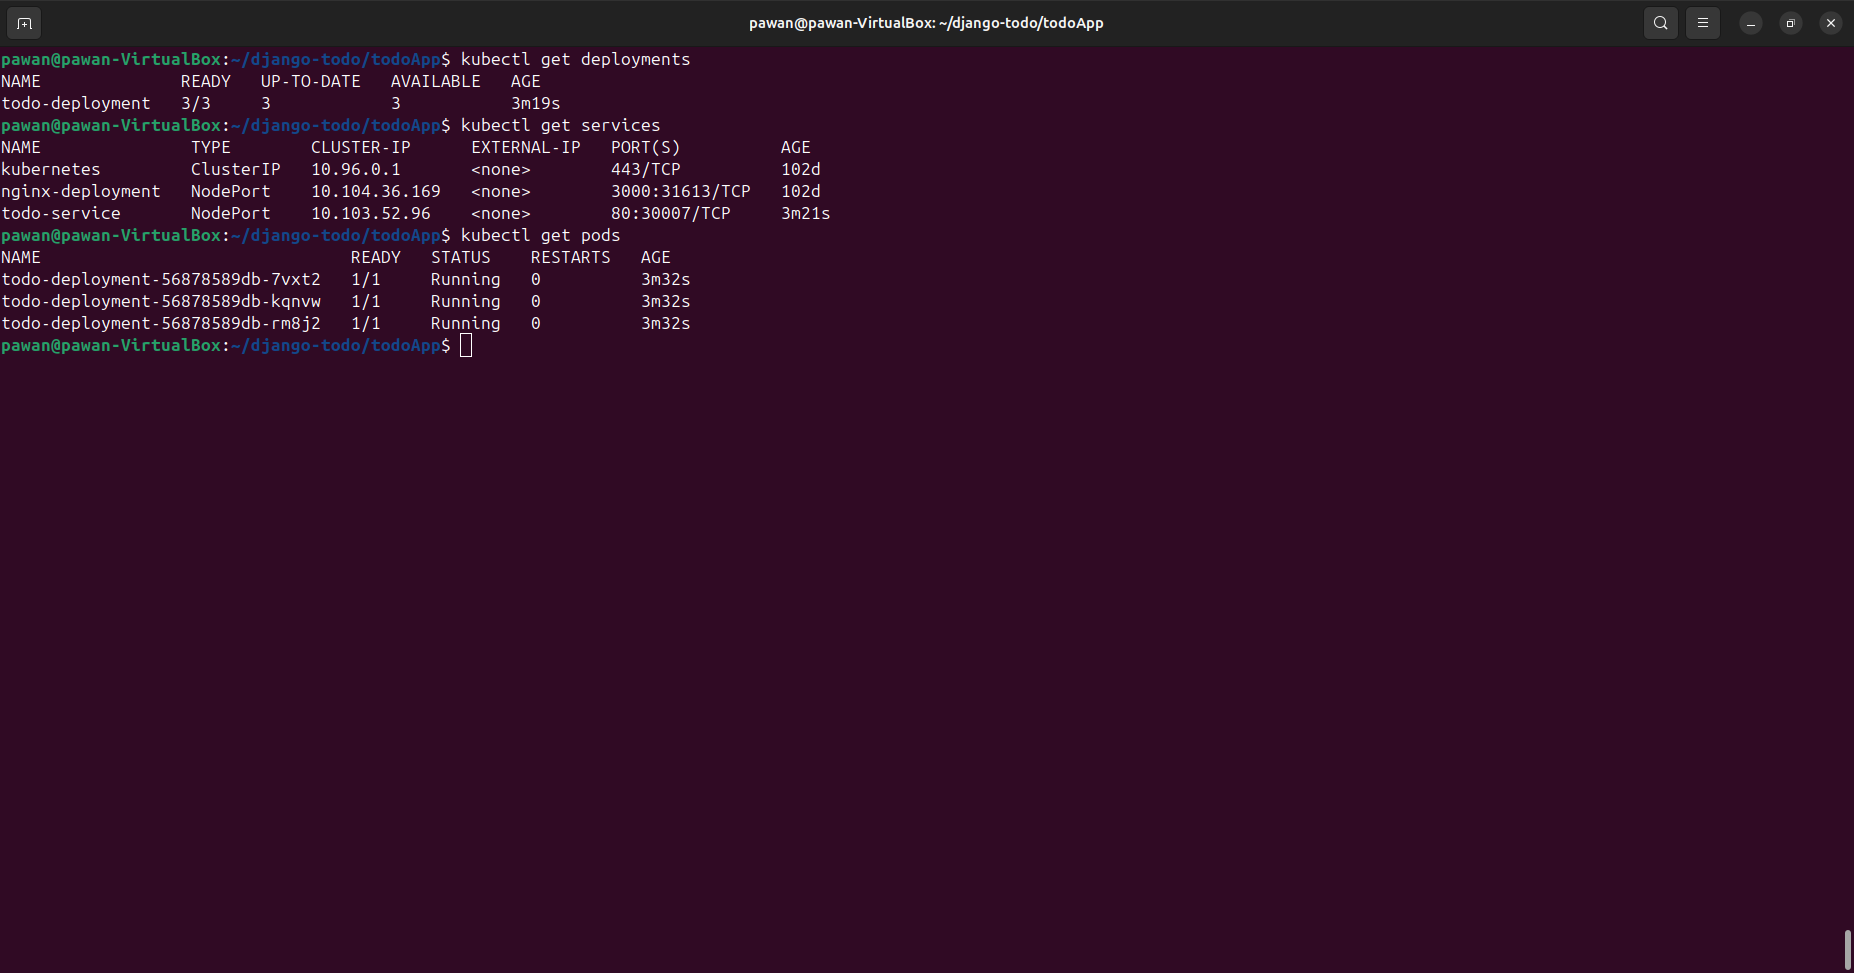 pawan@pawan-VirtualBox: ~/django-todo/todoApp
pawan@pawan-VirtualBox:~/django-todo/todoApp$ kubectl get deployments
NAME              READY   UP-TO-DATE   AVAILABLE   AGE
todo-deployment   3/3     3            3           3m19s
pawan@pawan-VirtualBox:~/django-todo/todoApp$ kubectl get services
NAME               TYPE        CLUSTER-IP      EXTERNAL-IP   PORT(S)          AGE
kubernetes         ClusterIP   10.96.0.1       <none>        443/TCP          102d
nginx-deployment   NodePort    10.104.36.169   <none>        3000:31613/TCP   102d
todo-service       NodePort    10.103.52.96    <none>        80:30007/TCP     3m21s
pawan@pawan-VirtualBox:~/django-todo/todoApp$ kubectl get pods
NAME                               READY   STATUS    RESTARTS   AGE
todo-deployment-56878589db-7vxt2   1/1     Running   0          3m32s
todo-deployment-56878589db-kqnvw   1/1     Running   0          3m32s
todo-deployment-56878589db-rm8j2   1/1     Running   0          3m32s
pawan@pawan-VirtualBox:~/django-todo/todoApp$